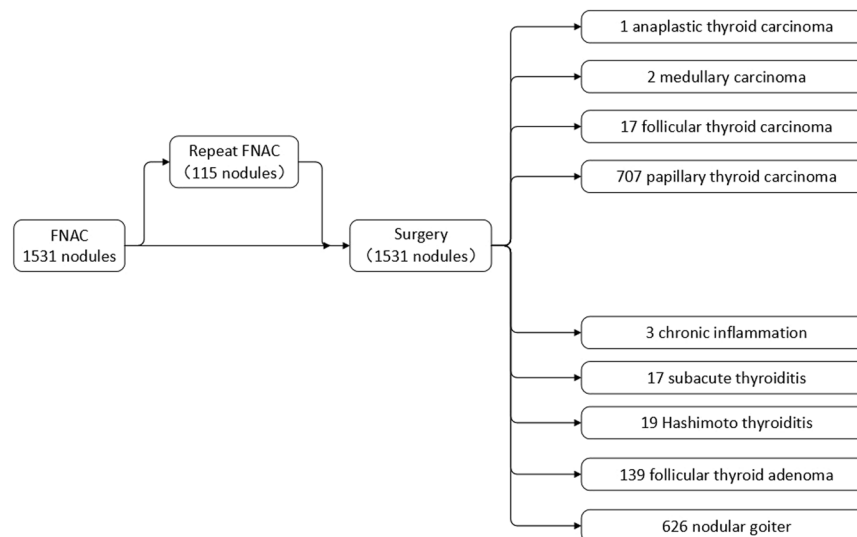 1 anaplastic thyroid carcinoma
2 medullary carcinoma
17 follicular thyroid carcinoma
707 papillary thyroid carcinoma
Repeat FNAC
（115 nodules）
FNAC
1531 nodules
Surgery
（1531 nodules）
3 chronic inflammation
17 subacute thyroiditis
19 Hashimoto thyroiditis
139 follicular thyroid adenoma
626 nodular goiter